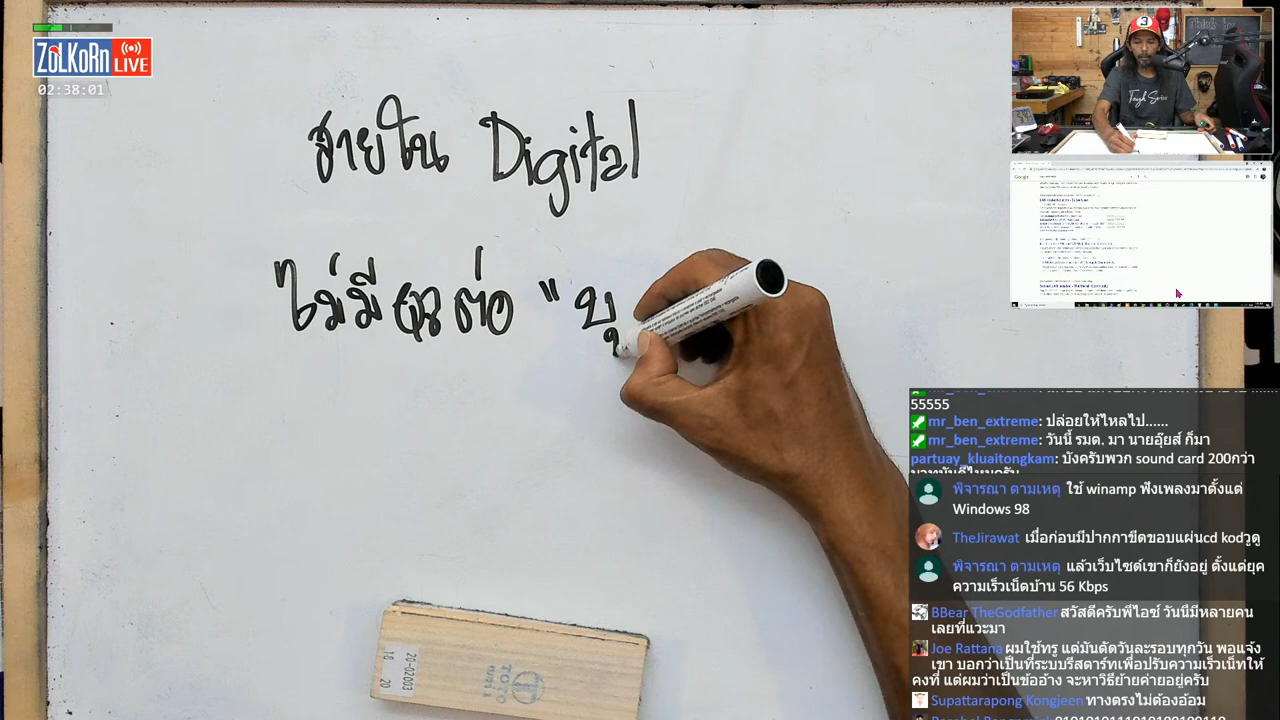 ZOLKORN LIVE
02:38:01
สายใน Digital
ไม่มีผลต่อ "บุ
20-02003
55555
mr_ben_extreme: ปล่อยให้ไหลไป......
mr_ben_extreme: วันนี้ รมต. มา นายอุ๊ยส์ ก็มา
partuay_kluaitongkam: บังครับพวก sound card 200กว่า
พิจารณา ตามเหตุ ใช้ winamp ฟังเพลงมาตั้งแต่
Windows 98
TheJirawat เมื่อก่อนมีปากกาขีดขอบแผ่นcd kodวูดู
พิจารณา ตามเหตุ แล้วเว็บไซต์เขาก็ยังอยู่ ตั้งแต่ยุค
ความเร็วเน็ตบ้าน 56 Kbps
BBear TheGodfather สวัสดีครับพี่ไอซ์ วันนี้มีหลายคน
เลยที่แวะมา
Joe Rattana ผมใช้ทรู แต่มันตัดวันละรอบทุกวัน พอแจ้ง
เขา บอกว่าเป็นที่ระบบรีสตาร์ทเพื่อปรับความเร็วเน็ทให้
คงที่ แต่ผมว่าเป็นข้ออ้าง จะหาวิธีย้ายค่ายอยู่ครับ
Supattarapong Kongjeen ทางตรงไม่ต้องอ้อม